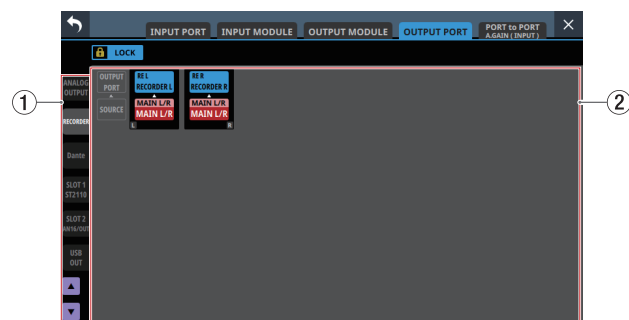 INPUT PORT
INPUT MODULE
OUTPUT MODULE
OUTPUT PORT
PORT to PORT
A.GAIN ( INPUT )
LOCK
1
2
ANALOG
OUTPUT
RECORDER
Dante
SLOT 1
ST2110
SLOT 2
AN16/OUT
USB
OUT
OUTPUT
PORT
SOURCE
RE L
RECORDER L
MAIN L/R
MAIN L/R
L
RE R
RECORDER R
MAIN L/R
MAIN L/R
R